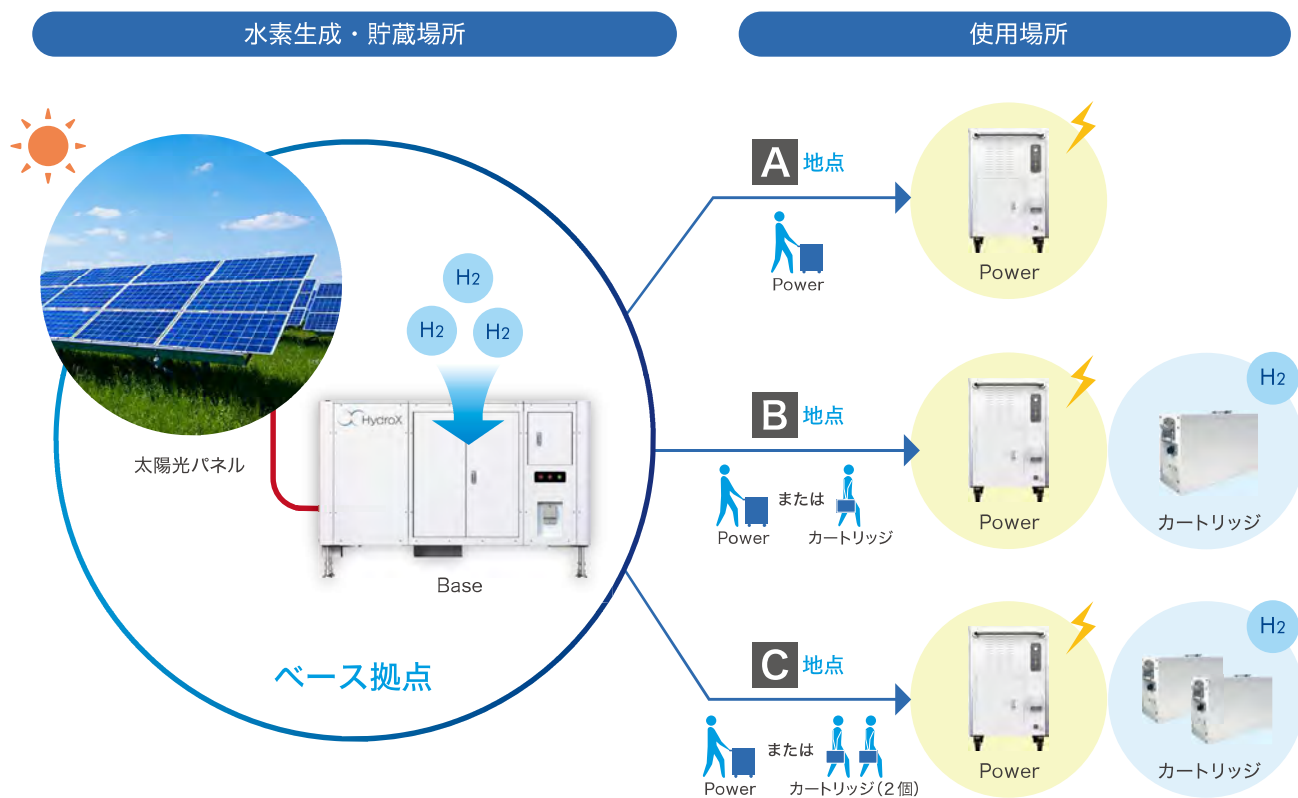 水素生成・貯蔵場所
使用場所
H2
H2
H2
HydroX
太陽光パネル
Base
ベース拠点
A 地点
Power
Power
B 地点
Power
または
カートリッジ
Power
H2
カートリッジ
C 地点
Power
または
カートリッジ（2個）
Power
H2
カートリッジ